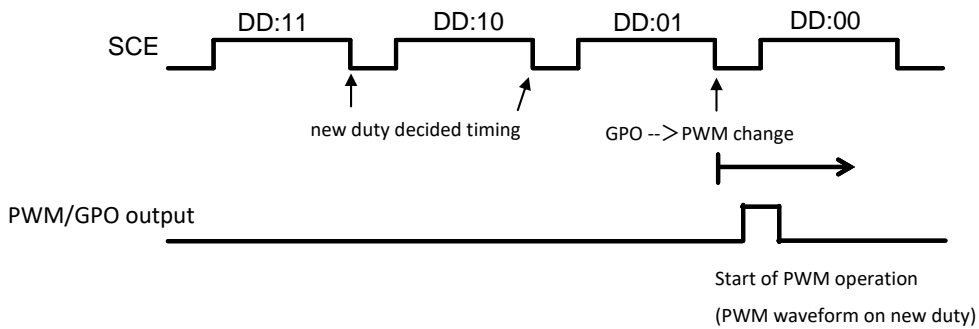 DD:11 DD:10 DD:01 DD:00
SCE
new duty decided timing
GPO -->PWM change
PWM/GPO output
Start of PWM operation
(PWM waveform on new duty)